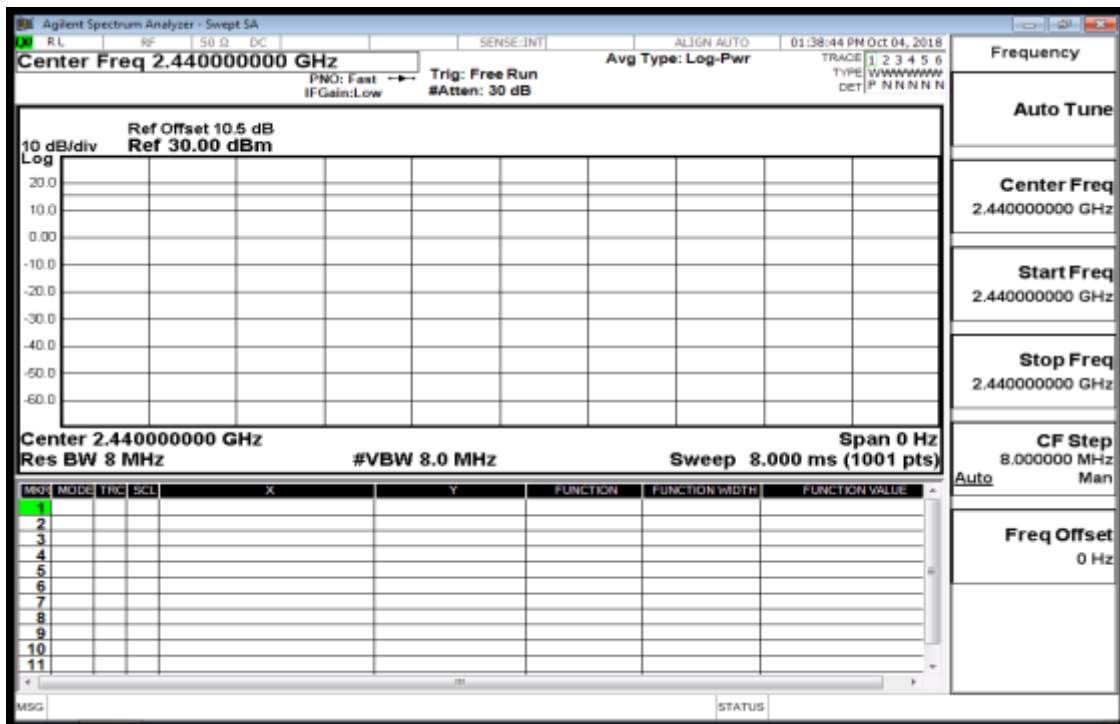 Agilent Spectrum Analyzer - Swept SA
RL RF 50 Ω DC SENSE:INT ALIGN AUTO 01:38:44 PM Oct 04, 2018
Center Freq 2.440000000 GHz
PNO: Fast
IFGain:Low
Trig: Free Run
#Atten: 30 dB
Avg Type: Log-Pwr
TRACE 1 2 3 4 5 6
TYPE WWWWWW
DET P N N N N N
Ref Offset 10.5 dB
10 dB/div Ref 30.00 dBm
Log
20.0
10.0
0.00
-10.0
-20.0
-30.0
-40.0
-50.0
-60.0
Center 2.440000000 GHz Span 0 Hz
Res BW 8 MHz #VBW 8.0 MHz Sweep 8.000 ms (1001 pts)
MKR MODE TRC SCL X Y FUNCTION FUNCTION WIDTH FUNCTION VALUE
1
2
3
4
5
6
7
8
9
10
11
MSG STATUS
Frequency
Auto Tune
Center Freq
2.440000000 GHz
Start Freq
2.440000000 GHz
Stop Freq
2.440000000 GHz
CF Step
8.000000 MHz
Auto Man
Freq Offset
0 Hz